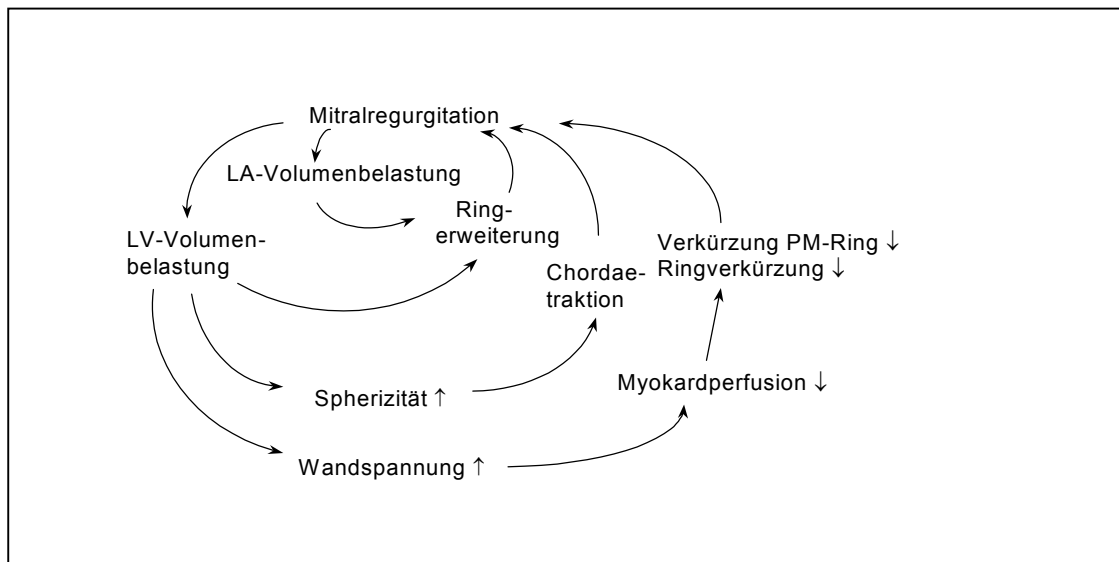 Mitralregurgitation
LA-Volumenbelastung
Ring-
erweiterung
LV-Volumen-
belastung
Verkürzung PM-Ring ↓
Ringverkürzung ↓
Chordae-
traktion
Myokardperfusion ↓
Spherizität ↑
Wandspannung ↑